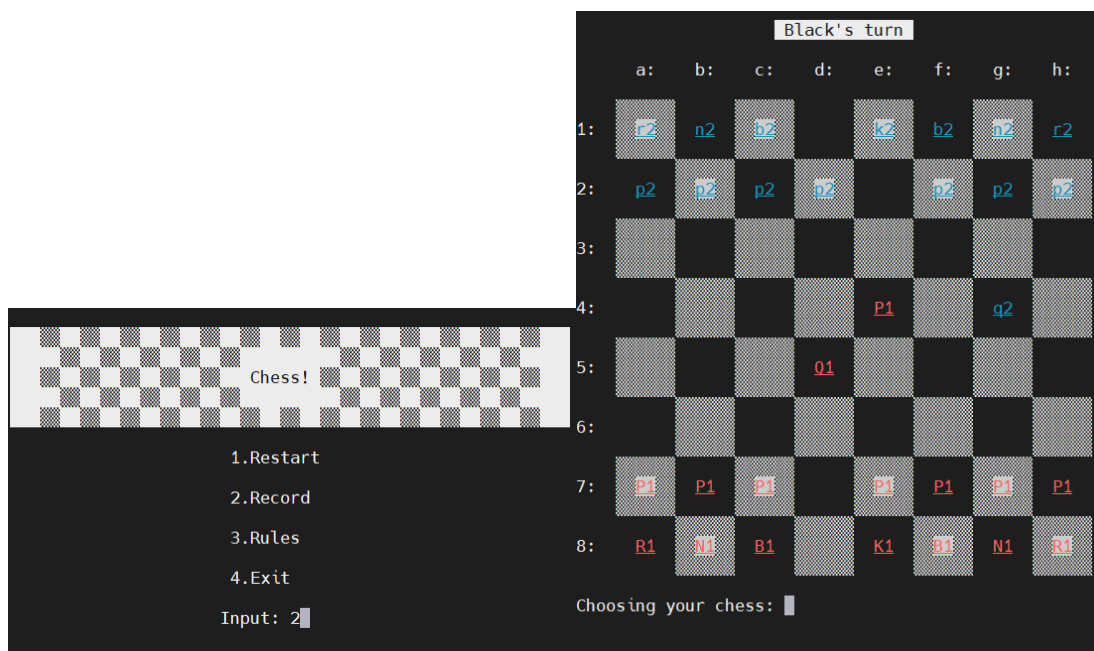 Chess!
1.Restart
2.Record
3.Rules
4.Exit
Input: 2
Black's turn
a: b: c: d: e: f: g: h:
1: r2 n2 b2 k2 b2 n2 r2
2: p2 p2 p2 p2 p2 p2 p2
3:
4: P1 q2
5: Q1
6:
7: P1 P1 P1 P1 P1 P1 P1
8: R1 N1 B1 K1 B1 N1 R1
Choosing your chess: